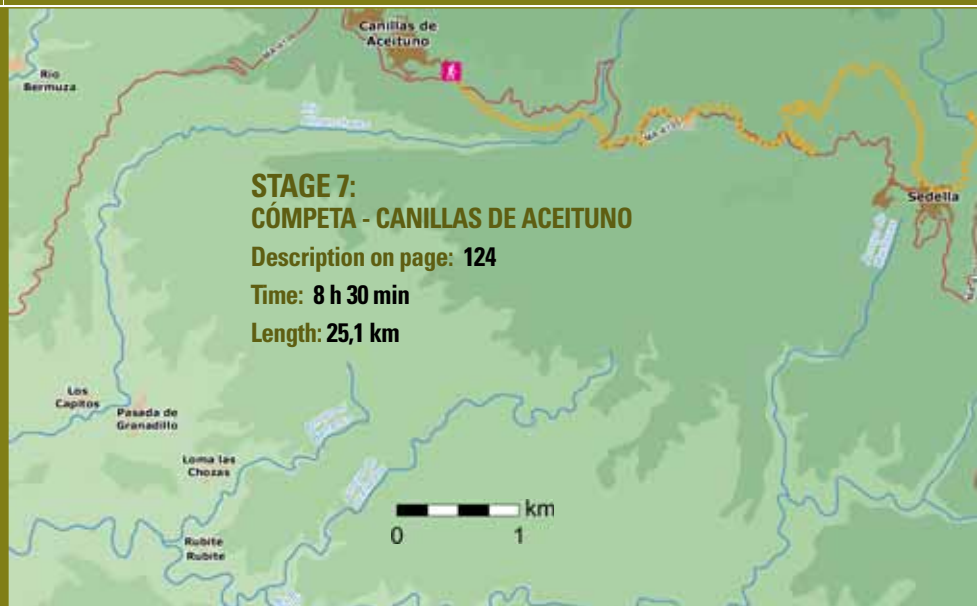 Canillas de
Aceituno
Rio
Bermuza
STAGE 7:
CÓMPETA - CANILLAS DE ACEITUNO
Description on page: 124
Time: 8 h 30 min
Length: 25,1 km
Sedella
Los
Capitos
Pasada de
Granadillo
Loma las
Chozas
Rubite
Rubite
km
0 1